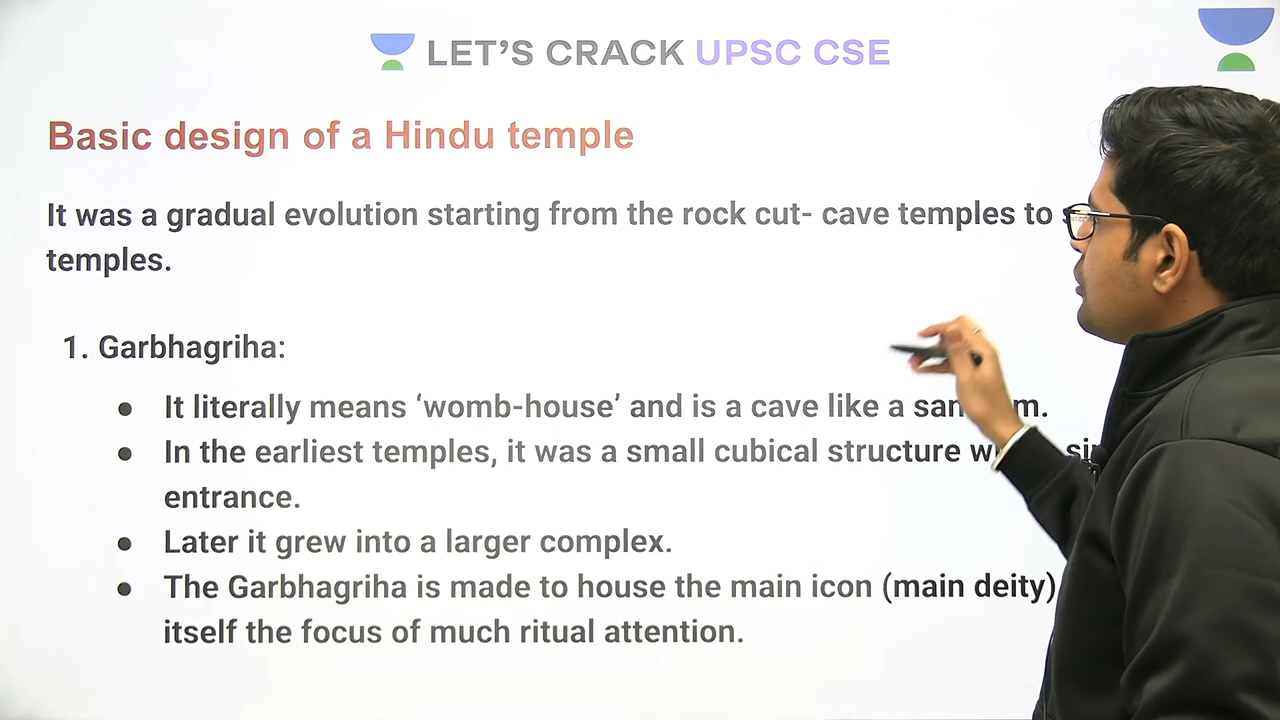 LET'S CRACK UPSC CSE
Basic design of a Hindu temple
It was a gradual evolution starting from the rock cut- cave temples to
temples.
1. Garbhagriha:
● It literally means ‘womb-house’ and is a cave like a
● In the earliest temples, it was a small cubical structure
entrance.
● Later it grew into a larger complex.
● The Garbhagriha is made to house the main icon (main deity)
itself the focus of much ritual attention.